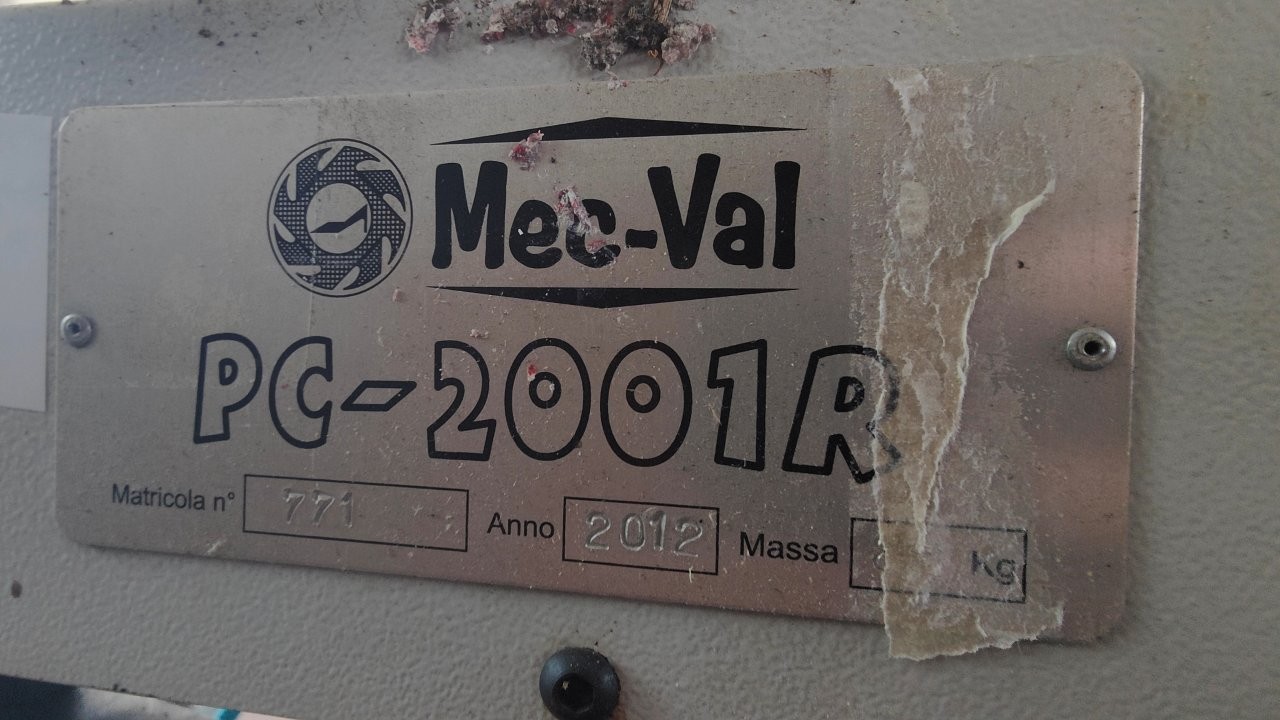 Mec-Val
PC-2001R
Matricola n° 771 Anno 2012 Massa Kg